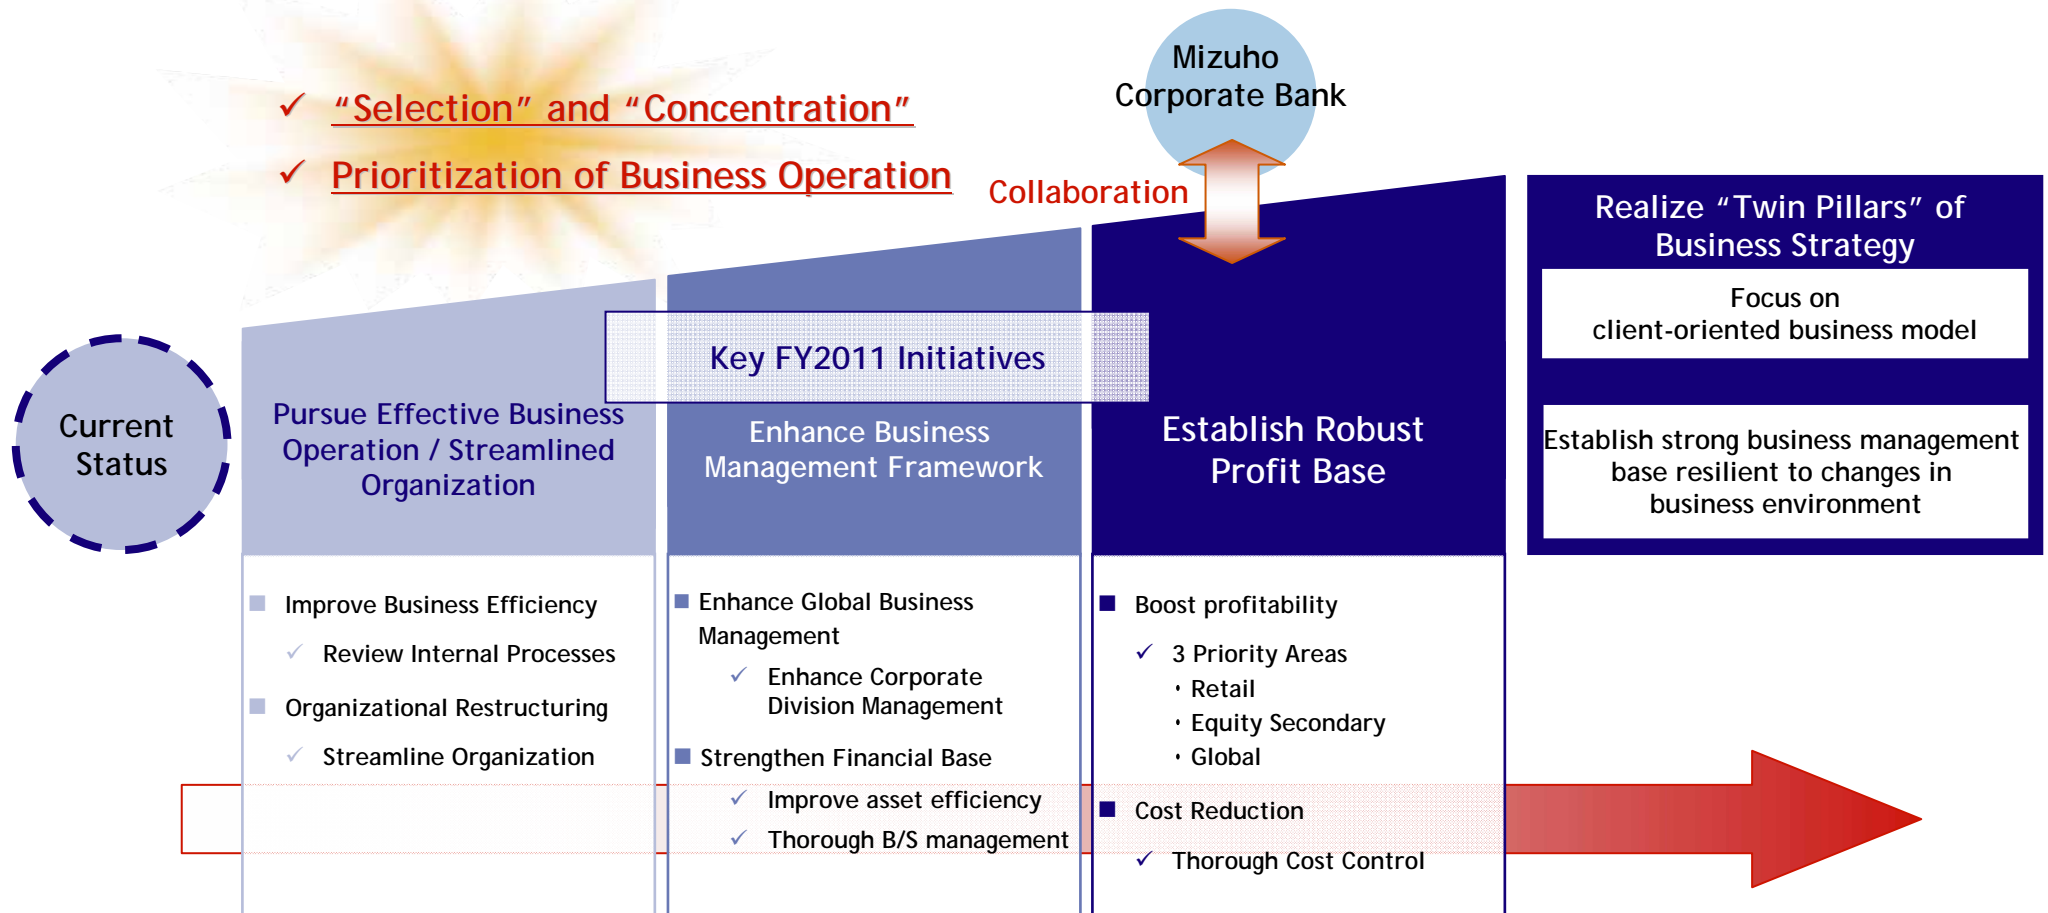 ✓ “Selection” and “Concentration”
✓ Prioritization of Business Operation
Mizuho
Corporate Bank
Collaboration
Key FY2011 Initiatives
Current
Status
Pursue Effective Business
Operation / Streamlined
Organization
■ Improve Business Efficiency
✓ Review Internal Processes
■ Organizational Restructuring
✓ Streamline Organization
Enhance Business
Management Framework
■ Enhance Global Business
Management
✓ Enhance Corporate
Division Management
■ Strengthen Financial Base
✓ Improve asset efficiency
✓ Thorough B/S management
Establish Robust
Profit Base
■ Boost profitability
✓ 3 Priority Areas
・Retail
・Equity Secondary
・Global
■ Cost Reduction
✓ Thorough Cost Control
Realize “Twin Pillars” of
Business Strategy
Focus on
client-oriented business model
Establish strong business management
base resilient to changes in
business environment